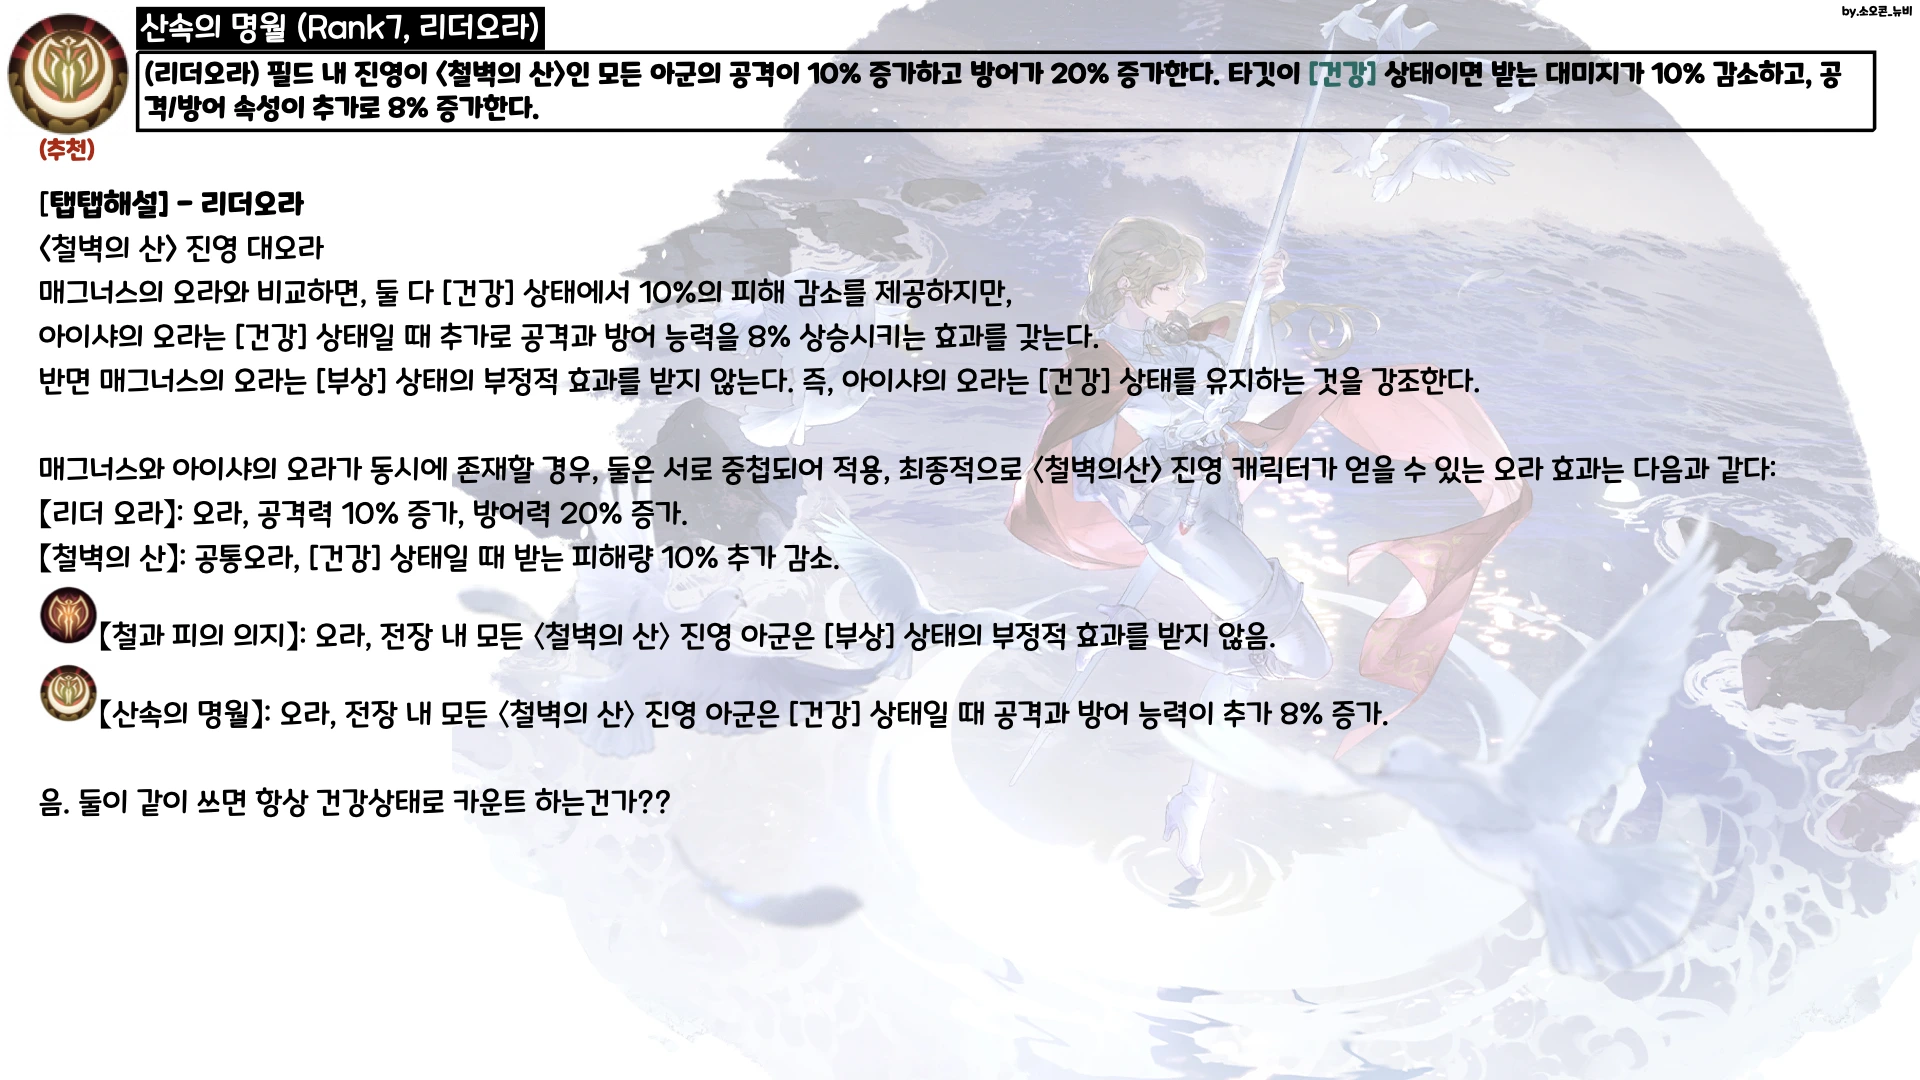 by.소오콘_뉴비
산속의 명월 (Rank7, 리더오라)
(리더오라) 필드 내 진영이 <철벽의 산>인 모든 아군의 공격이 10% 증가하고 방어가 20% 증가한다. 타깃이 [건강] 상태이면 받는 대미지가 10% 감소하고, 공
격/방어 속성이 추가로 8% 증가한다.
(추천)
[탭탭해설] - 리더오라
<철벽의 산> 진영 대오라
매그너스의 오라와 비교하면, 둘 다 [건강] 상태에서 10%의 피해 감소를 제공하지만,
아이샤의 오라는 [건강] 상태일 때 추가로 공격과 방어 능력을 8% 상승시키는 효과를 갖는다.
반면 매그너스의 오라는 [부상] 상태의 부정적 효과를 받지 않는다. 즉, 아이샤의 오라는 [건강] 상태를 유지하는 것을 강조한다.
매그너스와 아이샤의 오라가 동시에 존재할 경우, 둘은 서로 중첩되어 적용, 최종적으로 <철벽의산> 진영 캐릭터가 얻을 수 있는 오라 효과는 다음과 같다:
【리더 오라】: 오라, 공격력 10% 증가, 방어력 20% 증가.
【철벽의 산】: 공통오라, [건강] 상태일 때 받는 피해량 10% 추가 감소.
【철과 피의 의지】: 오라, 전장 내 모든 <철벽의 산> 진영 아군은 [부상] 상태의 부정적 효과를 받지 않음.
【산속의 명월】: 오라, 전장 내 모든 <철벽의 산> 진영 아군은 [건강] 상태일 때 공격과 방어 능력이 추가 8% 증가.
음. 둘이 같이 쓰면 항상 건강상태로 카운트 하는건가??